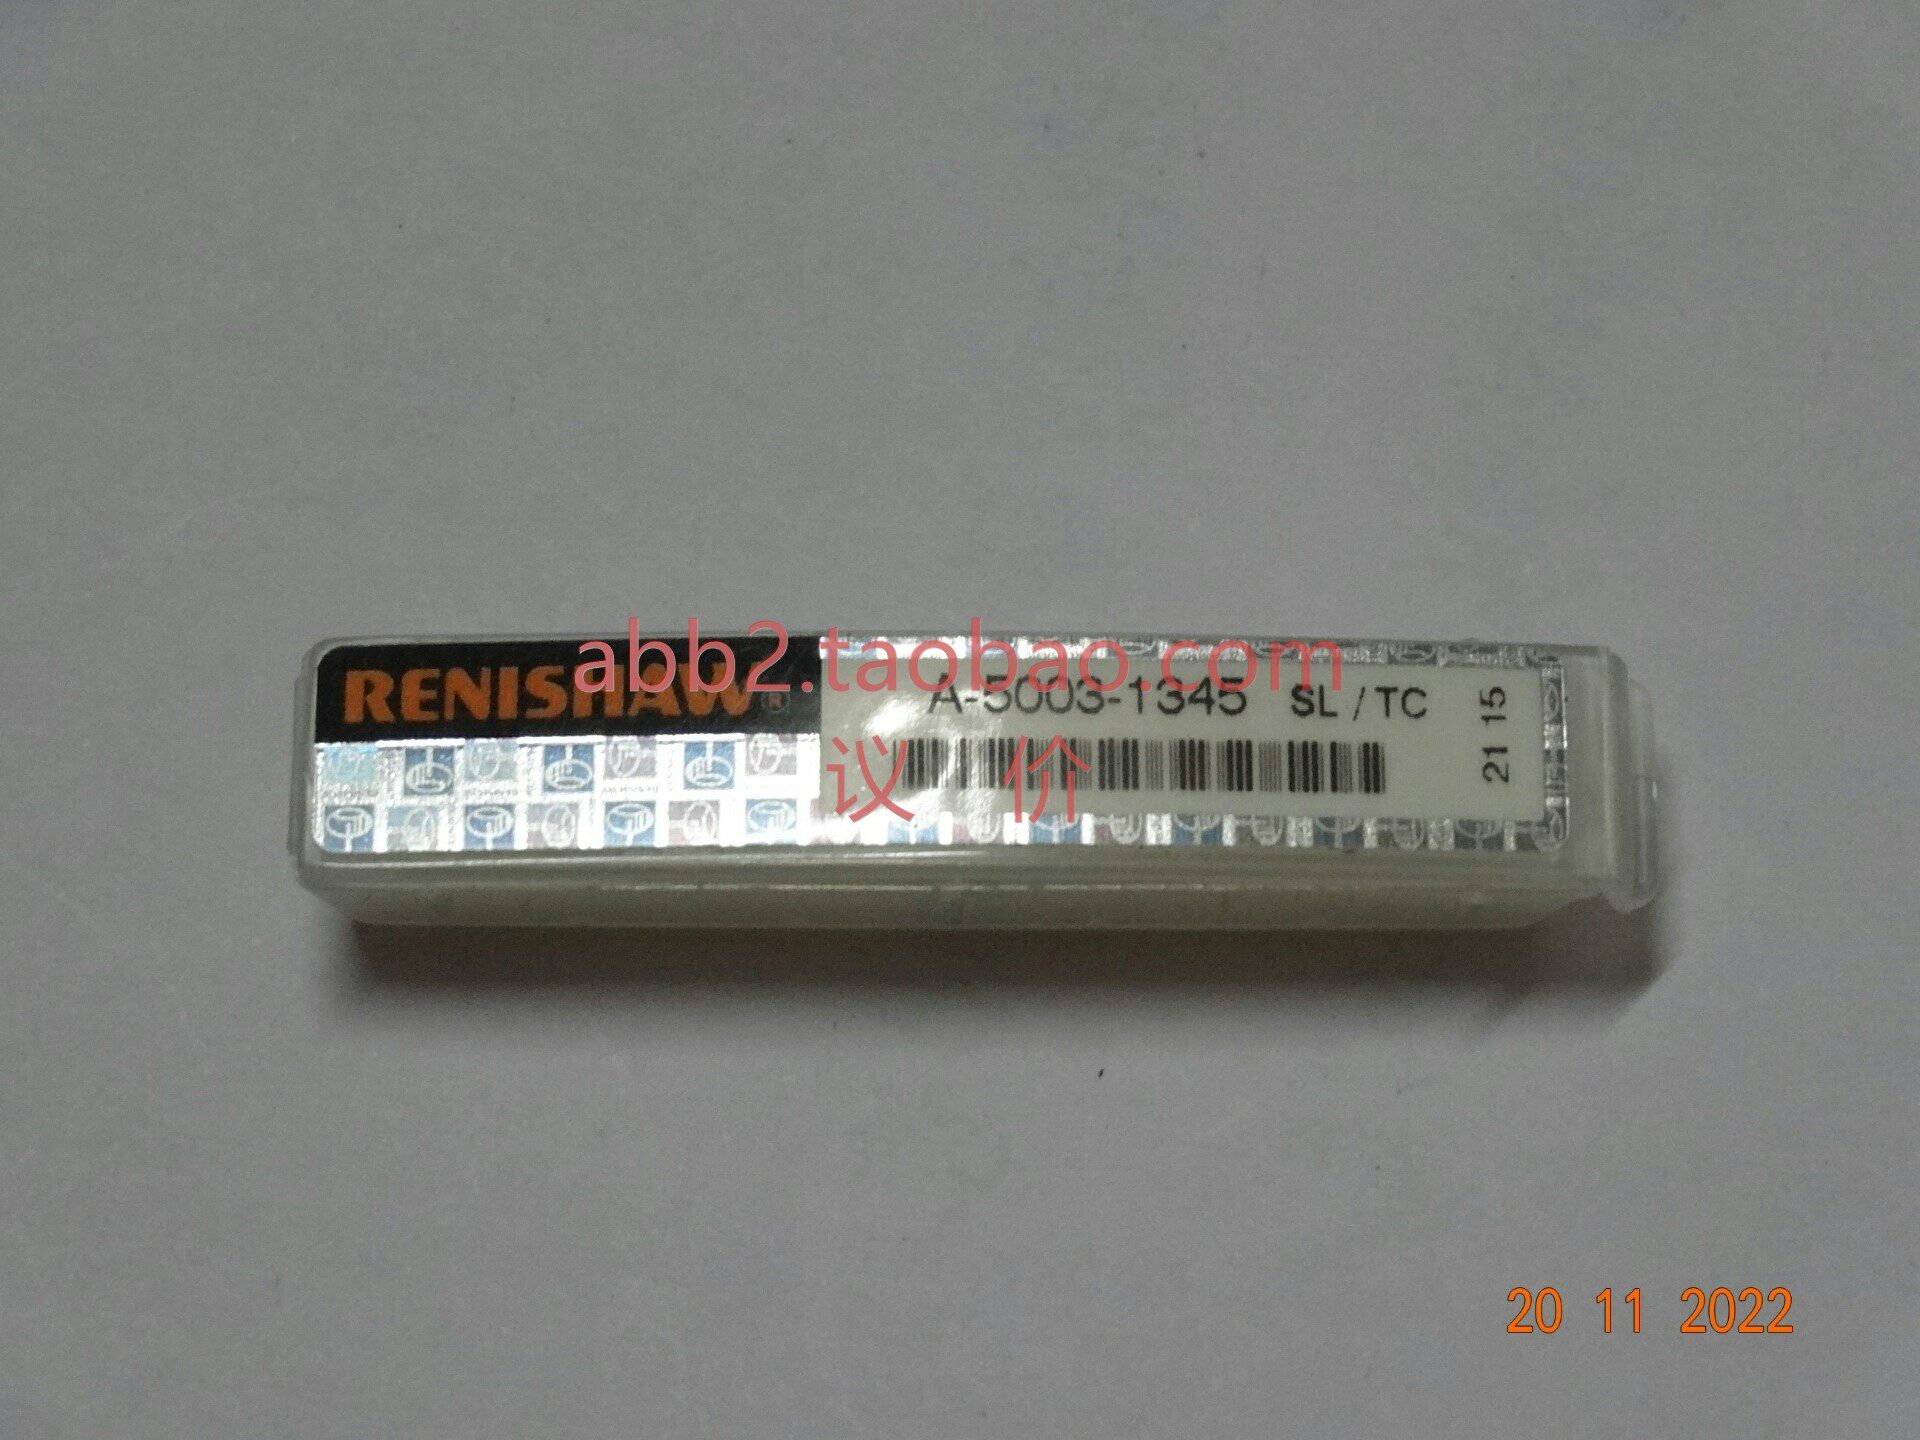 abb2.taobao.com
RENISHAW®
A-5003-1345 SL / TC
21 15
议 价
20 11 2022